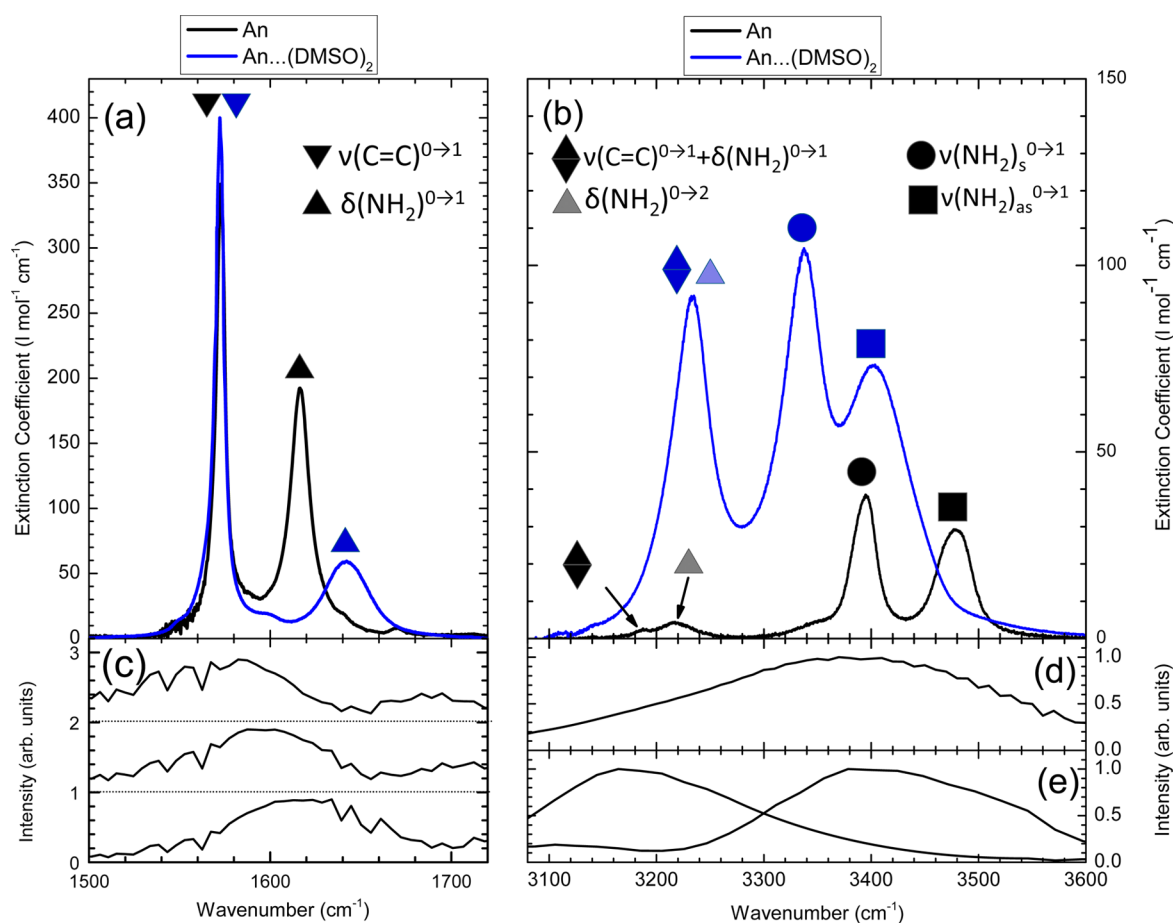 An
An...(DMSO)₂
An
An...(DMSO)₂
(a)
ν(C=C)⁰→¹
δ(NH₂)⁰→¹
400
350
300
250
200
150
100
50
0
Extinction Coefficient (l mol⁻¹ cm⁻¹)
(b)
ν(C=C)⁰→¹+δ(NH₂)⁰→¹
δ(NH₂)⁰→²
ν(NH₂)ₛ⁰→¹
ν(NH₂)ₐₛ⁰→¹
150
100
50
0
Extinction Coefficient (l mol⁻¹ cm⁻¹)
(c)
3
2
1
0
Intensity (arb. units)
1500
1600
1700
Wavenumber (cm⁻¹)
(d)
1.0
0.5
0.0
(e)
1.0
0.5
0.0
Intensity (arb. units)
3100
3200
3300
3400
3500
3600
Wavenumber (cm⁻¹)